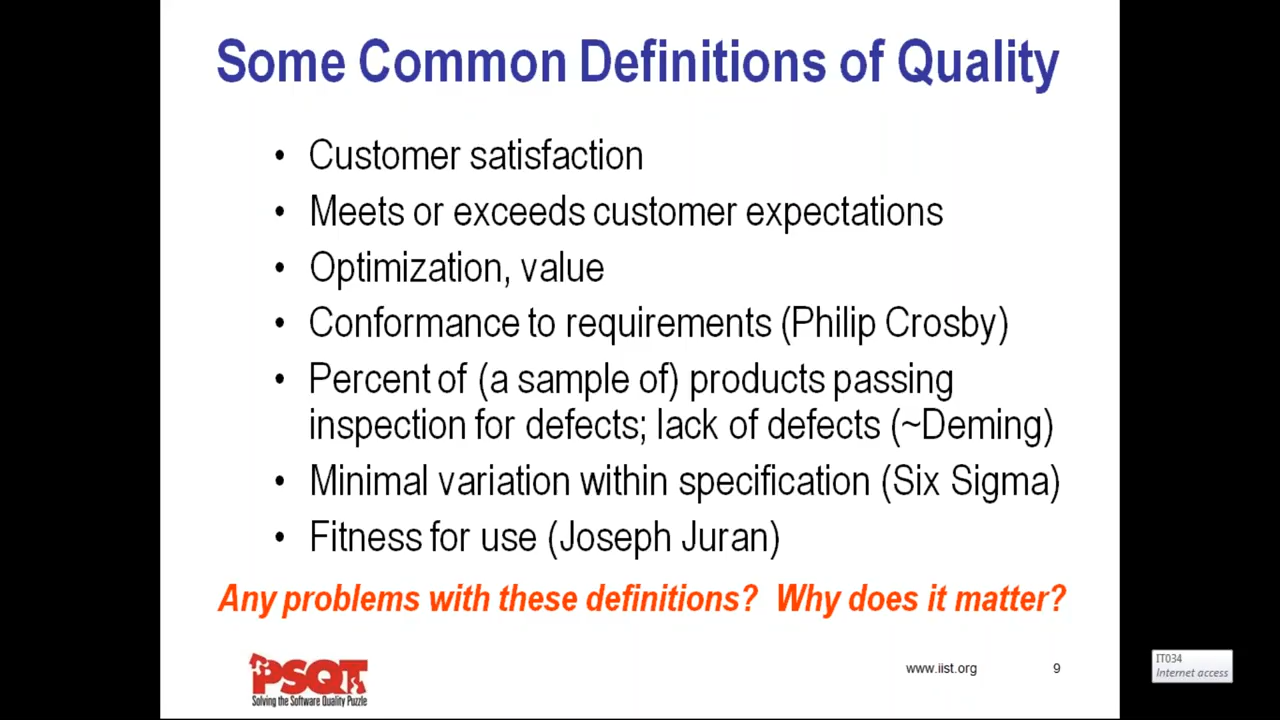 Some Common Definitions of Quality
• Customer satisfaction
• Meets or exceeds customer expectations
• Optimization, value
• Conformance to requirements (Philip Crosby)
• Percent of (a sample of) products passing
inspection for defects; lack of defects (~Deming)
• Minimal variation within specification (Six Sigma)
• Fitness for use (Joseph Juran)
Any problems with these definitions? Why does it matter?
PSQT
Solving the Software Quality Puzzle
www.iist.org
9
IT034
Internet access